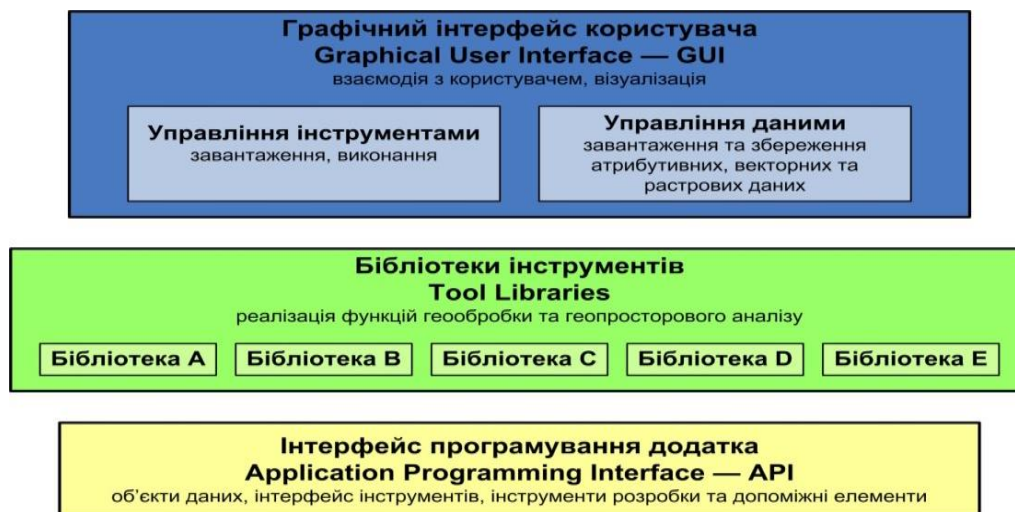 Графічний інтерфейс користувача
Graphical User Interface — GUI
взаємодія з користувачем, візуалізація
Управління інструментами
завантаження, виконання
Управління даними
завантаження та збереження
атрибутивних, векторних та
растрових даних
Бібліотеки інструментів
Tool Libraries
реалізація функцій геообробки та геопросторового аналізу
Бібліотека A
Бібліотека B
Бібліотека C
Бібліотека D
Бібліотека E
Інтерфейс програмування додатка
Application Programming Interface — API
об’єкти даних, інтерфейс інструментів, інструменти розробки та допоміжні елементи